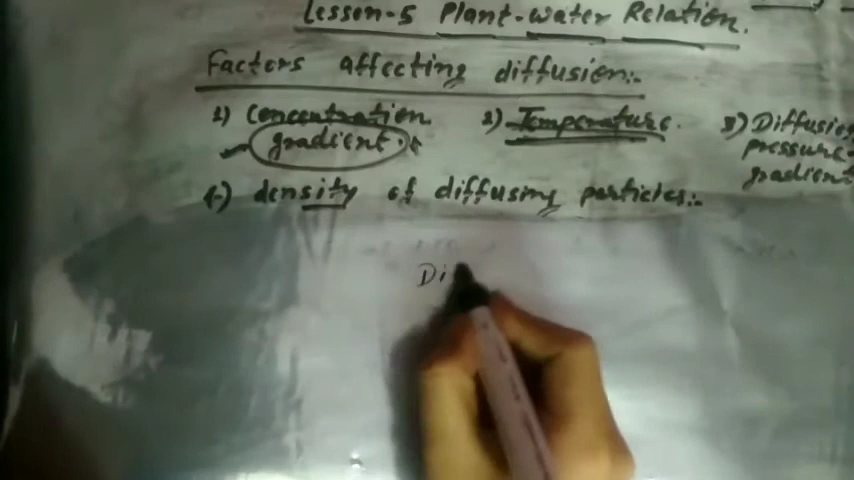 Lesson-5 Plant-water Relation.
Factors affecting diffusion:-
1) Concentration gradient.
2) Temperature.
3) Diffusion pressure gradient
4) density of diffusing particles:-
Di